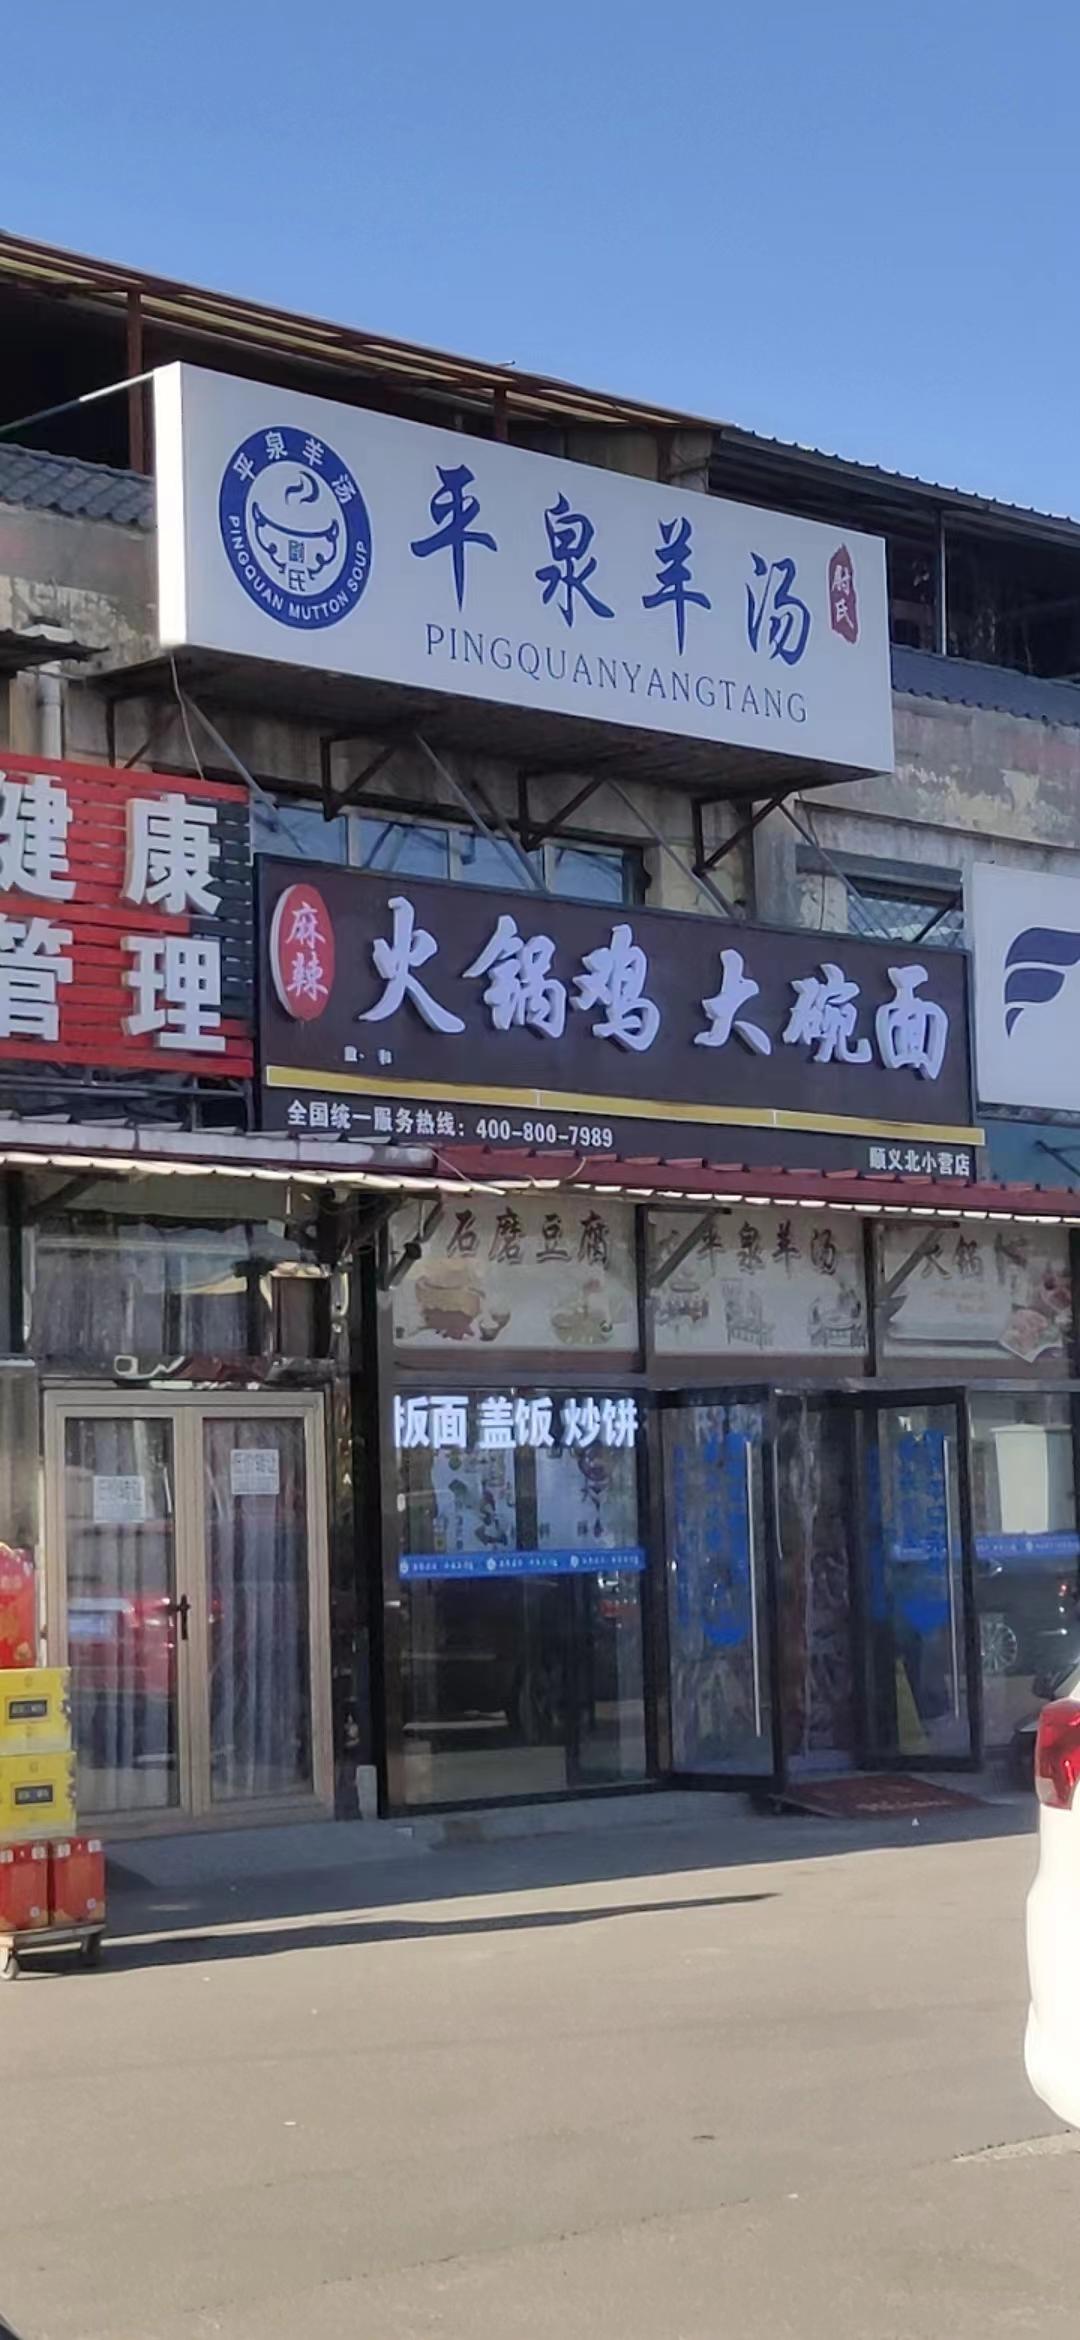 平泉羊汤
PINGQUAN MUTTON SOUP
平泉羊汤
尉氏
PINGQUANYANGTANG
健康
管理
麻辣
火锅鸡 大碗面
全国统一服务热线：400-800-7989
顺义北小营店
石磨豆腐
平泉羊汤
火锅
板面 盖饭 炒饼